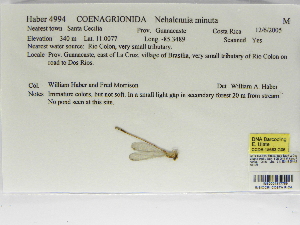 Haber 4994 COENAGRIONIDA Nehalennia minuta M
Nearest town Santa Cecilia Prov. Guanacaste Costa Rica 12/6/2005
Elevation 340 m Lat. 11.0077 Long -85.3489 Scanned Yes
Nearest water source: Rio Colon, very small tributary.
Locale Prov. Guanacaste, east of La Cruz, village of Brasilia, very small tributary of Rio Colon on
road to Dos Rios.
Col. William Haber and Fred Morrison Det William A. Haber
Notes Immature colors, but not soft. In a small light gap in secondary forest 20 m from stream
No pond seen at this site.
DNA Barcoding
E. Ulate